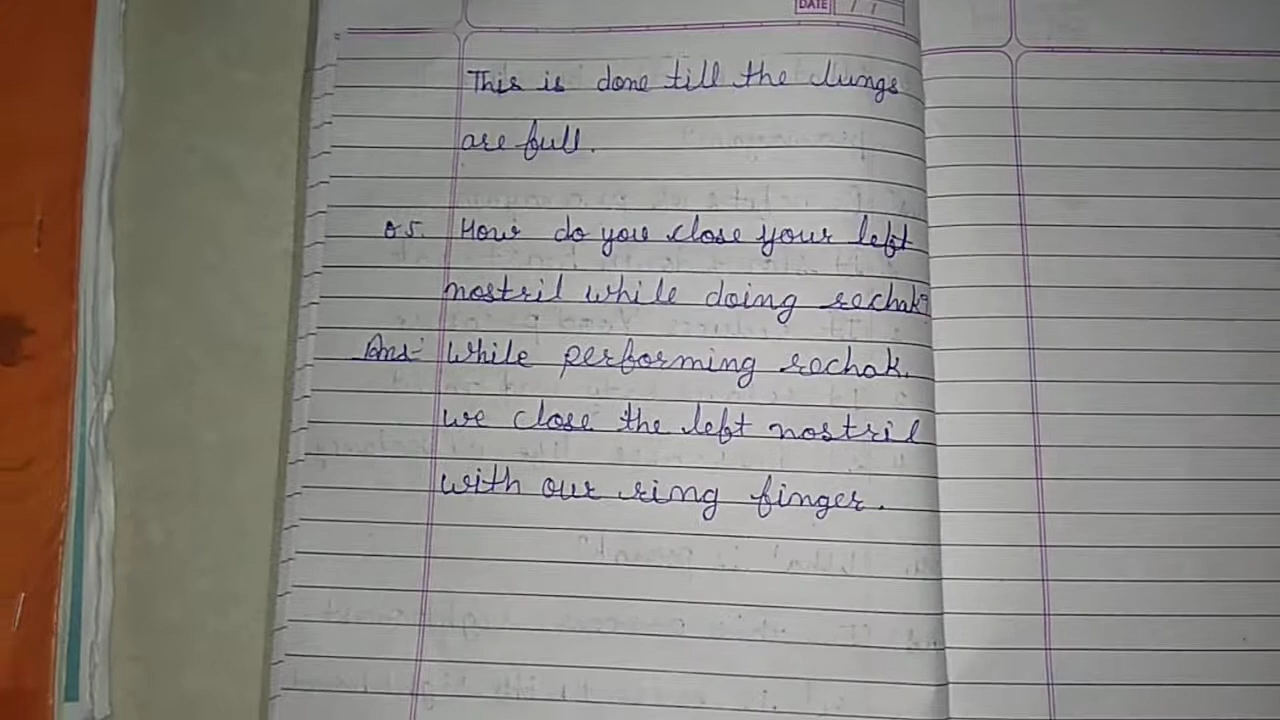 DATE / /
This is done till the lungs
are full.
Q5. How do you close your left
nostril while doing rechak?
Ans:- While performing rechak.
we close the left nostril
with our ring finger.